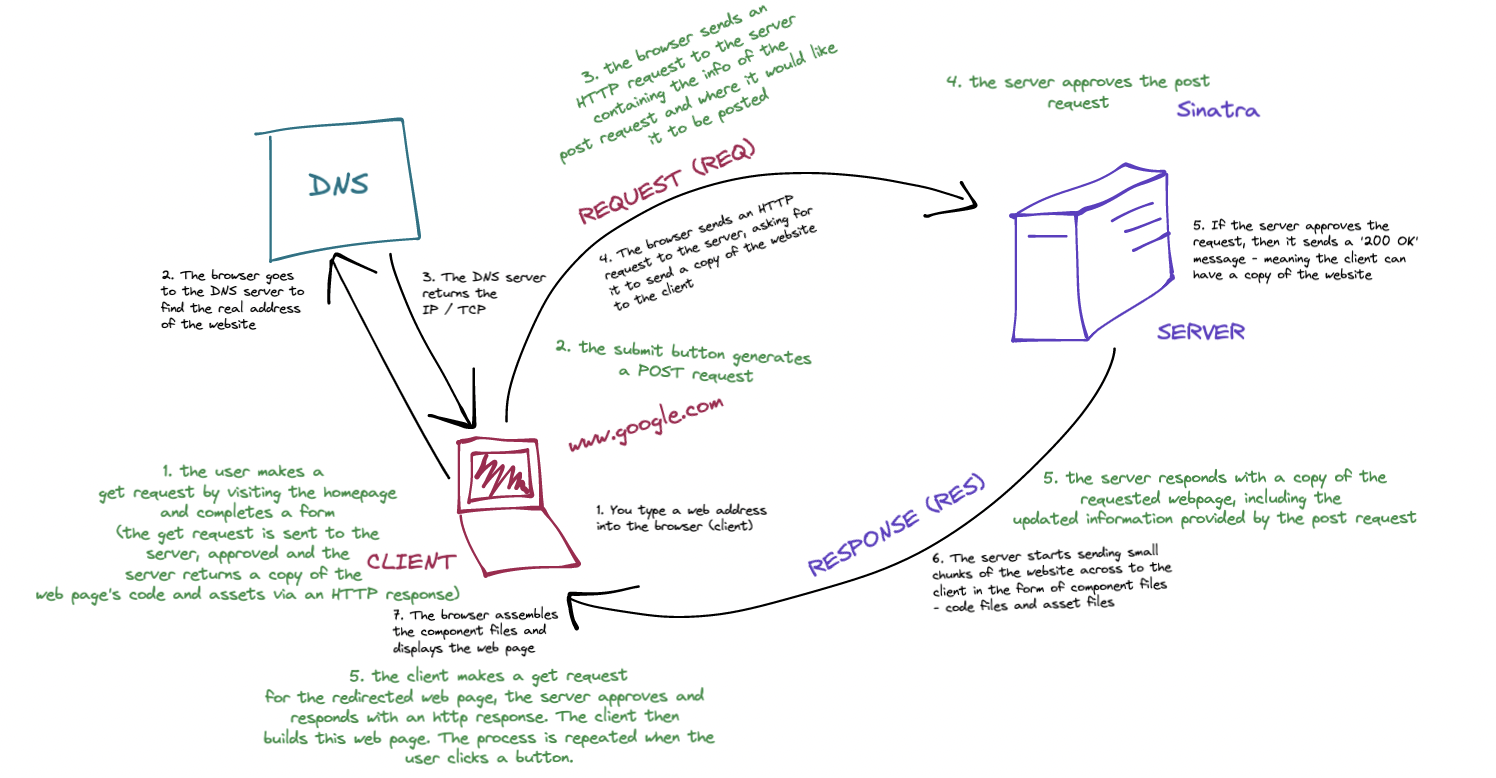 3. the browser sends an
HTTP request to the server
containing the info of the
post request and where it would like
it to be posted
4. the server approves the post
request
Sinatra
DNS
REQUEST (REQ)
4. The browser sends an HTTP
request to the server, asking for
it to send a copy of the website
to the client
5. If the server approves the
request, then it sends a '200 OK'
message - meaning the client can
have a copy of the website
2. The browser goes
to the DNS server to
find the real address
of the website
3. The DNS server
returns the
IP / TCP
SERVER
2. the submit button generates
a POST request
www.google.com
1. the user makes a
get request by visiting the homepage
and completes a form
(the get request is sent to the
server, approved and the
server returns a copy of the
web page's code and assets via an HTTP response)
CLIENT
1. You type a web address
into the browser (client)
RESPONSE (RES)
5. the server responds with a copy of the
requested webpage, including the
updated information provided by the post request
6. The server starts sending small
chunks of the website across to the
client in the form of component files
- code files and asset files
7. The browser assembles
the component files and
displays the web page
5. the client makes a get request
for the redirected web page, the server approves and
responds with an http response. The client then
builds this web page. The process is repeated when the
user clicks a button.